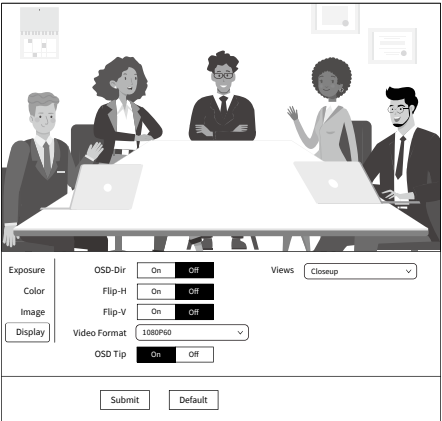 Exposure
Color
Image
Display
OSD-Dir On Off
Flip-H On Off
Flip-V On Off
Video Format 1080P60
OSD Tip On Off
Views Closeup
Submit Default